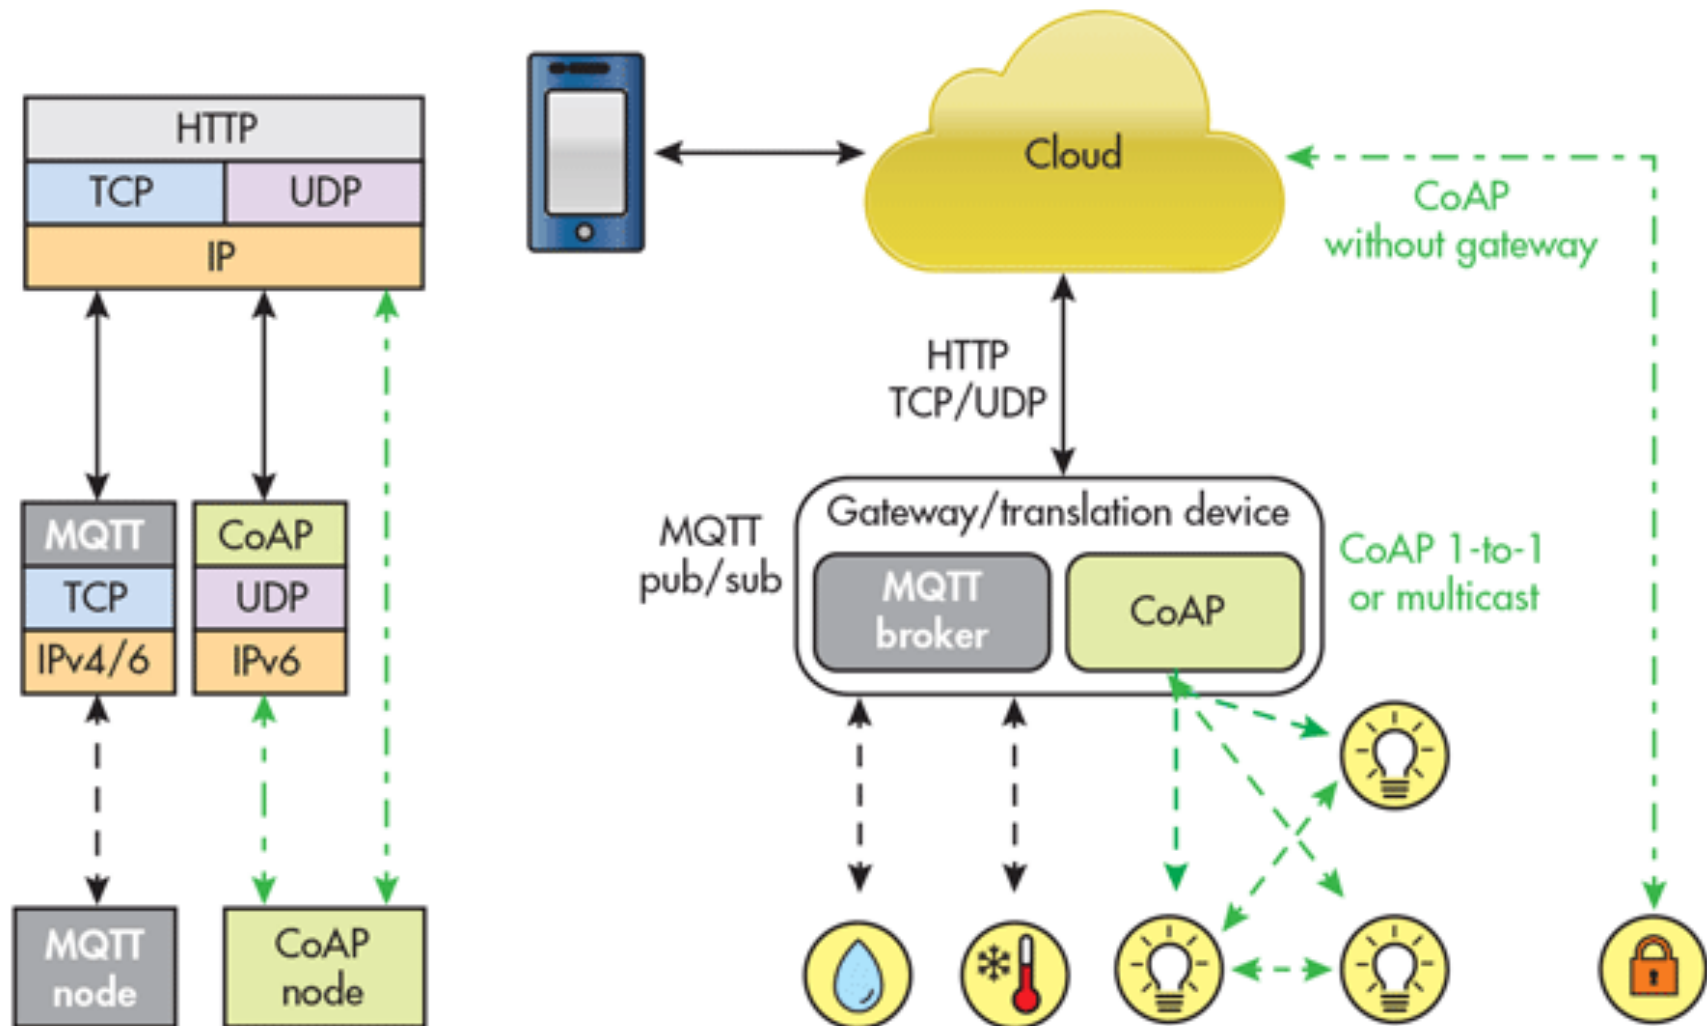 HTTP
TCP
UDP
IP
MQTT
TCP
IPv4/6
CoAP
UDP
IPv6
MQTT
node
CoAP
node
Cloud
CoAP
without gateway
HTTP
TCP/UDP
MQTT
pub/sub
Gateway/translation device
MQTT
broker
CoAP
CoAP 1-to-1
or multicast